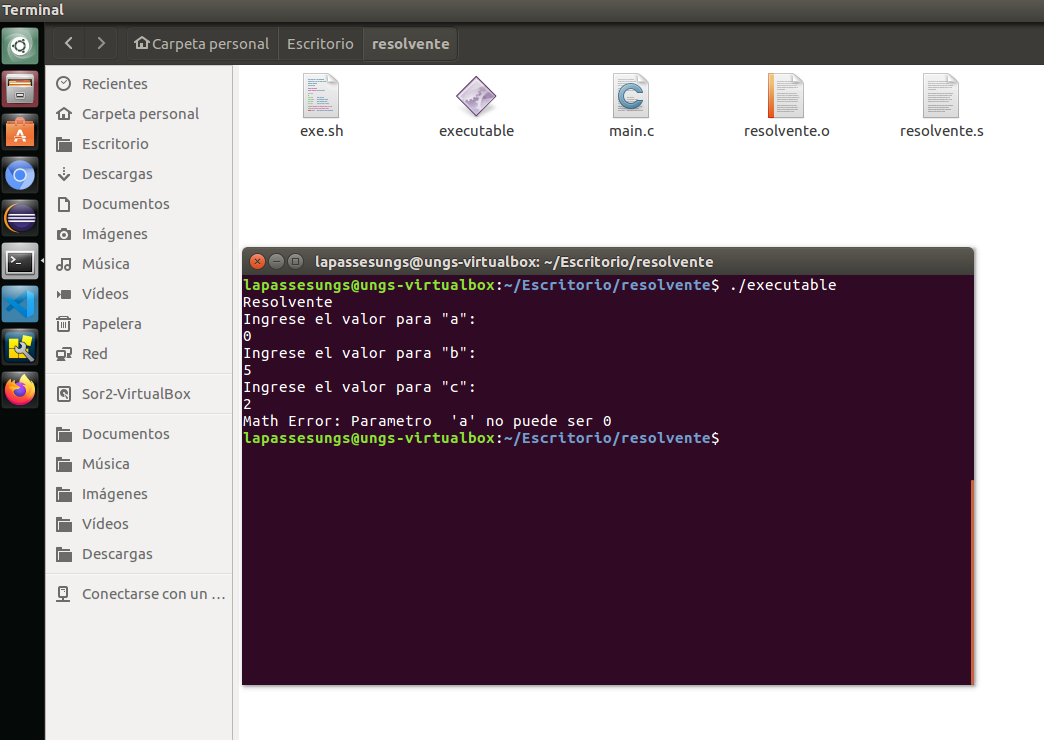 Terminal
Carpeta personal Escritorio resolvente
Recientes
Carpeta personal
Escritorio
Descargas
Documentos
Imágenes
Música
Vídeos
Papelera
Red
Sor2-VirtualBox
Documentos
Música
Imágenes
Vídeos
Descargas
Conectarse con un …
exe.sh executable main.c resolvente.o resolvente.s
lapassesungs@ungs-virtualbox: ~/Escritorio/resolvente
lapassesungs@ungs-virtualbox:~/Escritorio/resolvente$ ./executable
Resolvente
Ingrese el valor para "a":
0
Ingrese el valor para "b":
5
Ingrese el valor para "c":
2
Math Error: Parametro  'a' no puede ser 0
lapassesungs@ungs-virtualbox:~/Escritorio/resolvente$